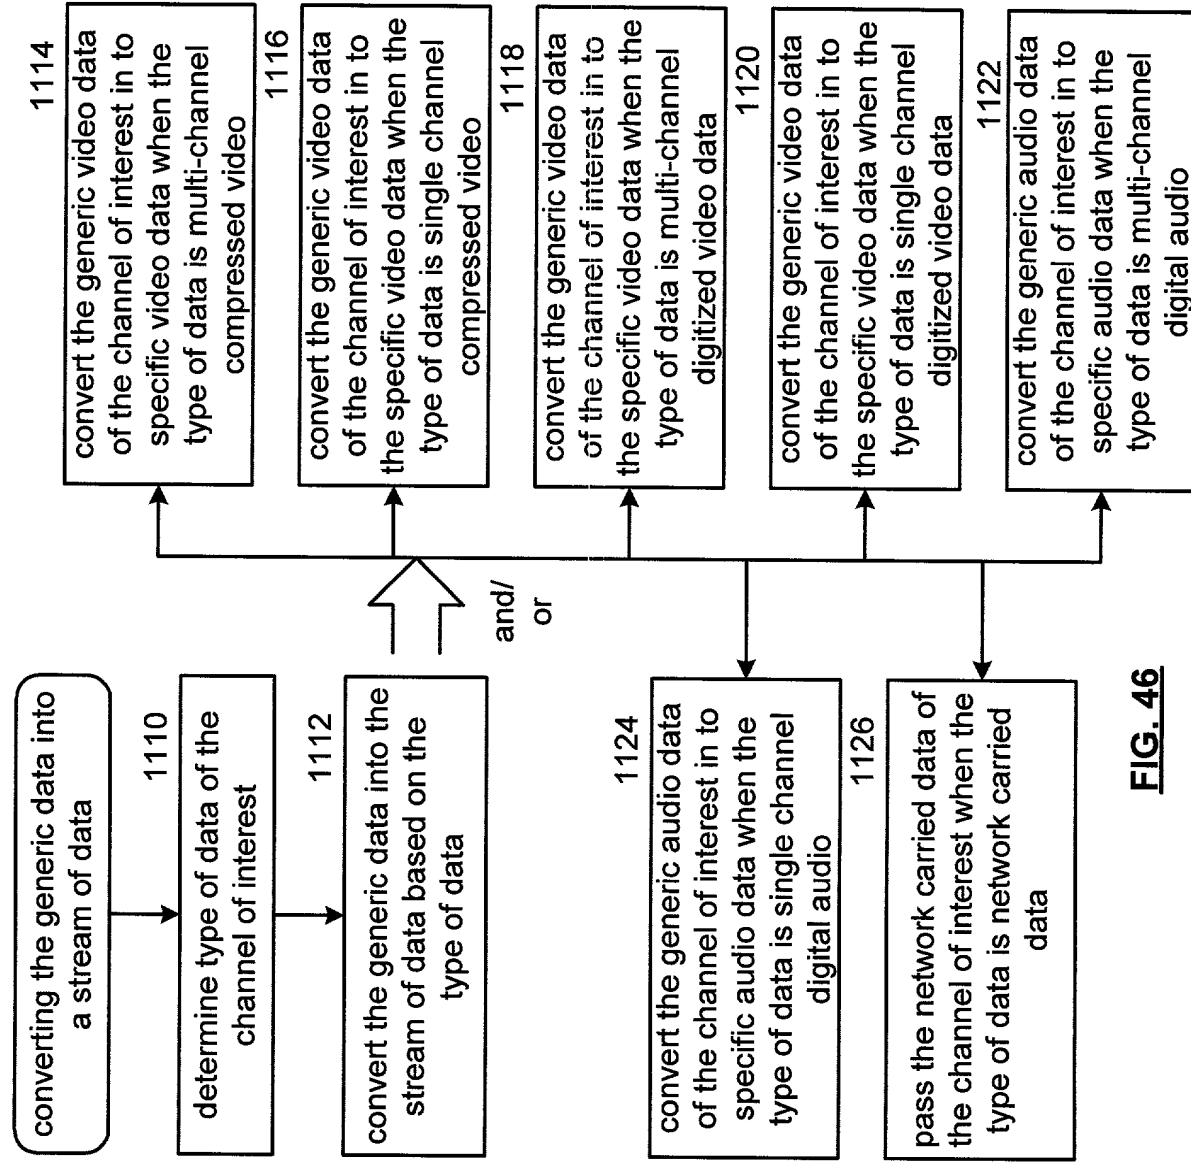 converting the generic data into
a stream of data
1110
determine type of data of the
channel of interest
1112
convert the generic data into the
stream of data based on the
type of data
and/
or
1114
convert the generic video data
of the channel of interest in to
specific video data when the
type of data is multi-channel
compressed video
1116
convert the generic video data
of the channel of interest in to
the specific video data when the
type of data is single channel
compressed video
1118
convert the generic video data
of the channel of interest in to
the specific video data when the
type of data is multi-channel
digitized video data
1120
convert the generic video data
of the channel of interest in to
the specific video data when the
type of data is single channel
digitized video data
1122
convert the generic audio data
of the channel of interest in to
specific audio data when the
type of data is multi-channel
digital audio
1124
convert the generic audio data
of the channel of interest in to
specific audio data when the
type of data is single channel
digital audio
1126
pass the network carried data of
the channel of interest when the
type of data is network carried
data
FIG. 46